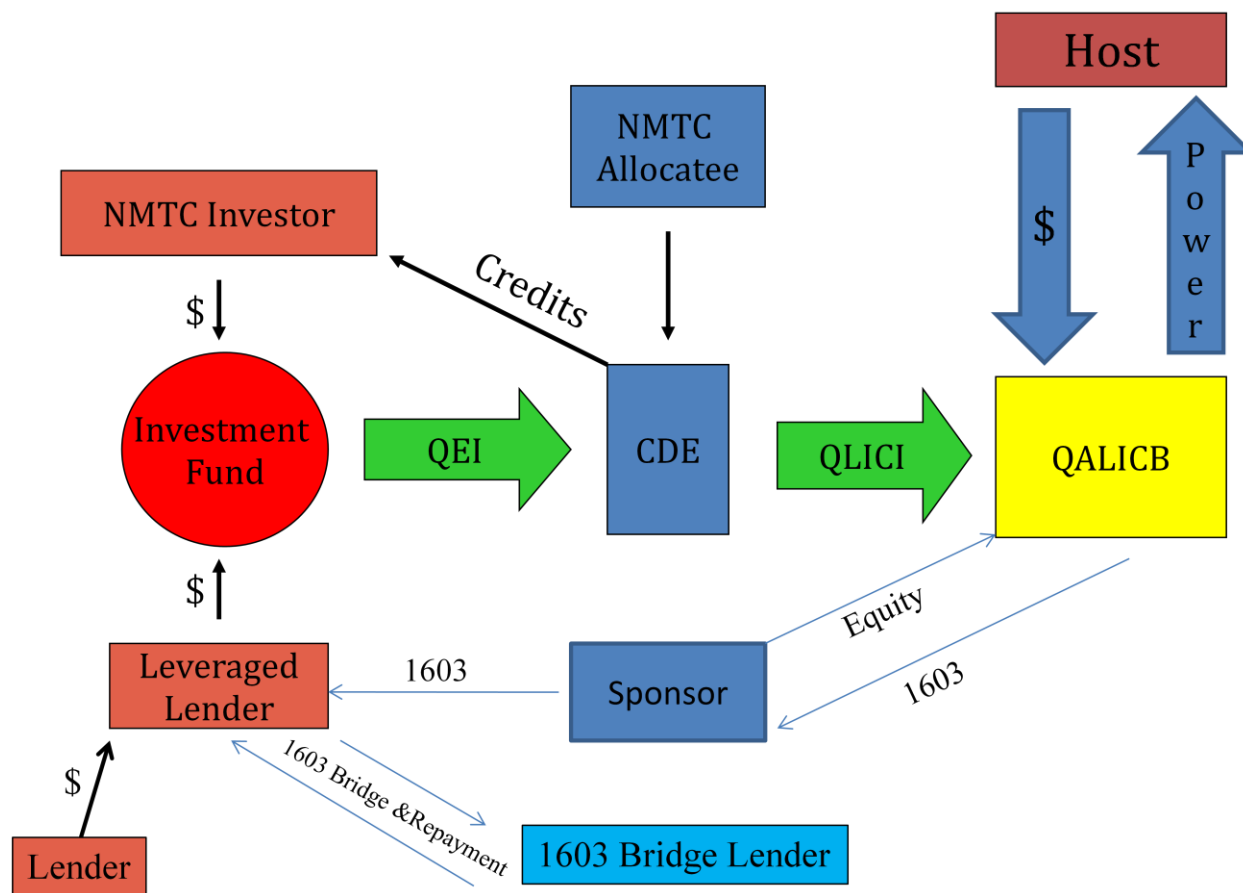 Host
NMTC
Allocatee
NMTC Investor
$
Power
Credits
$
Investment
Fund
QEI
CDE
QLICI
QALICB
$
Equity
1603
Leveraged
Lender
1603
Sponsor
$
1603 Bridge &Repayment
Lender
1603 Bridge Lender